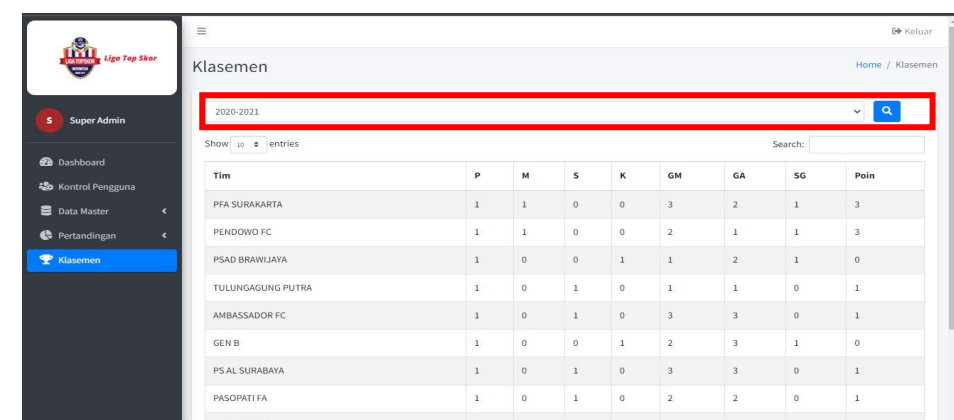 Keluar
LIGA TOPSKOR
Liga Top Skor
Klasemen
Home / Klasemen
S Super Admin
2020-2021
Show 10 entries
Search:
Dashboard
Kontrol Pengguna
Data Master
Pertandingan
Klasemen
Tim P M S K GM GA SG Poin
PFA SURAKARTA 1 1 0 0 3 2 1 3
PENDOWO FC 1 1 0 0 2 1 1 3
PSAD BRAWIJAYA 1 0 0 1 1 2 1 0
TULUNGAGUNG PUTRA 1 0 1 0 1 1 0 1
AMBASSADOR FC 1 0 1 0 3 3 0 1
GEN B 1 0 0 1 2 3 1 0
PS AL SURABAYA 1 0 1 0 3 3 0 1
PASOPATI FA 1 0 1 0 2 2 0 1